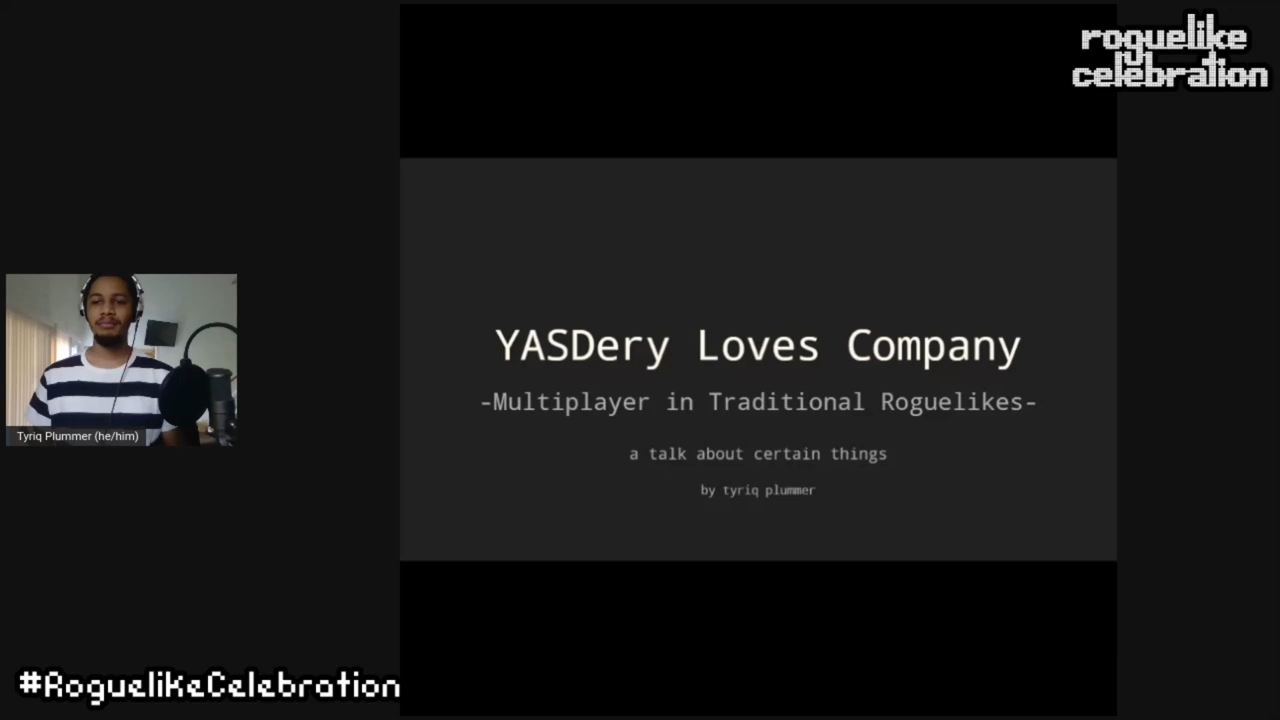 roguelike
celebration
YASDery Loves Company
-Multiplayer in Traditional Roguelikes-
a talk about certain things
by tyriq plummer
Tyriq Plummer (he/him)
#RoguelikeCelebration